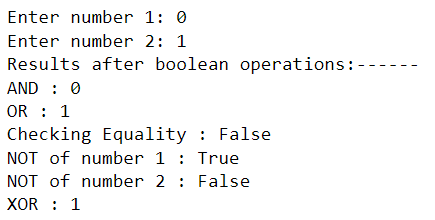 Enter number 1: 0
Enter number 2: 1
Results after boolean operations:------
AND : 0
OR : 1
Checking Equality : False
NOT of number 1 : True
NOT of number 2 : False
XOR : 1